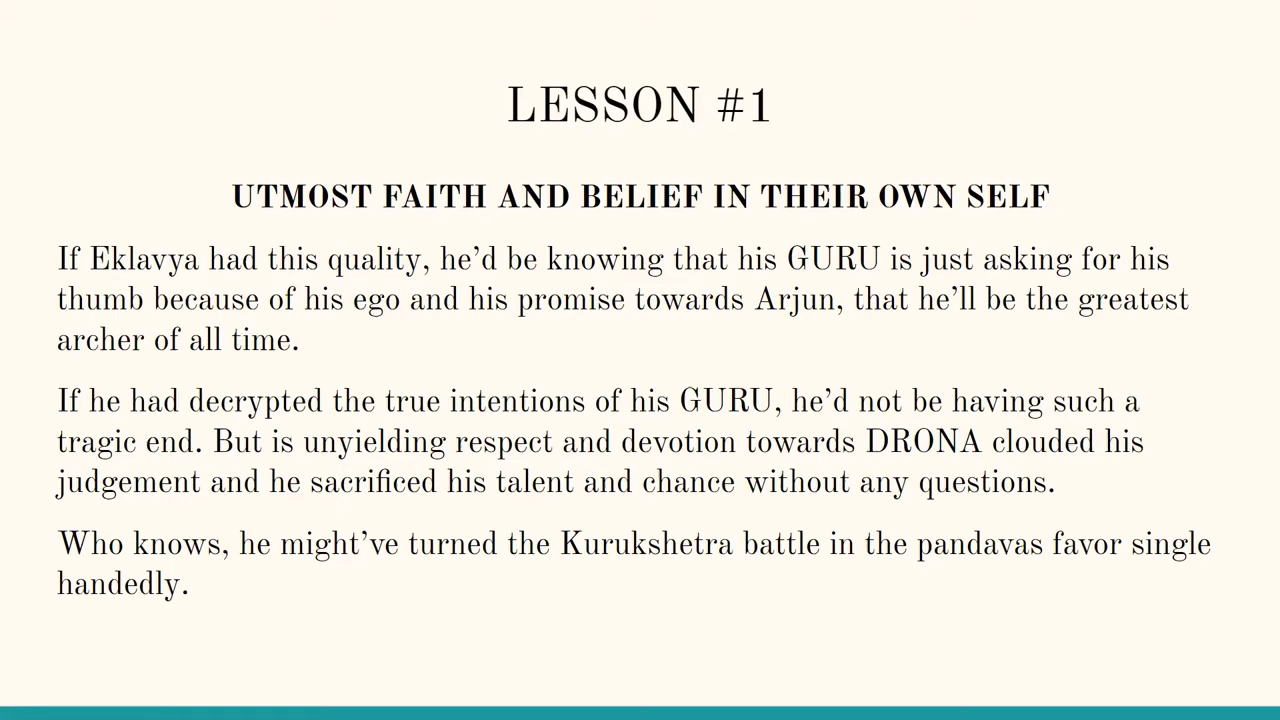 LESSON #1
UTMOST FAITH AND BELIEF IN THEIR OWN SELF
If Eklavya had this quality, he’d be knowing that his GURU is just asking for his
thumb because of his ego and his promise towards Arjun, that he’ll be the greatest
archer of all time.
If he had decrypted the true intentions of his GURU, he’d not be having such a
tragic end. But is unyielding respect and devotion towards DRONA clouded his
judgement and he sacrificed his talent and chance without any questions.
Who knows, he might’ve turned the Kurukshetra battle in the pandavas favor single
handedly.